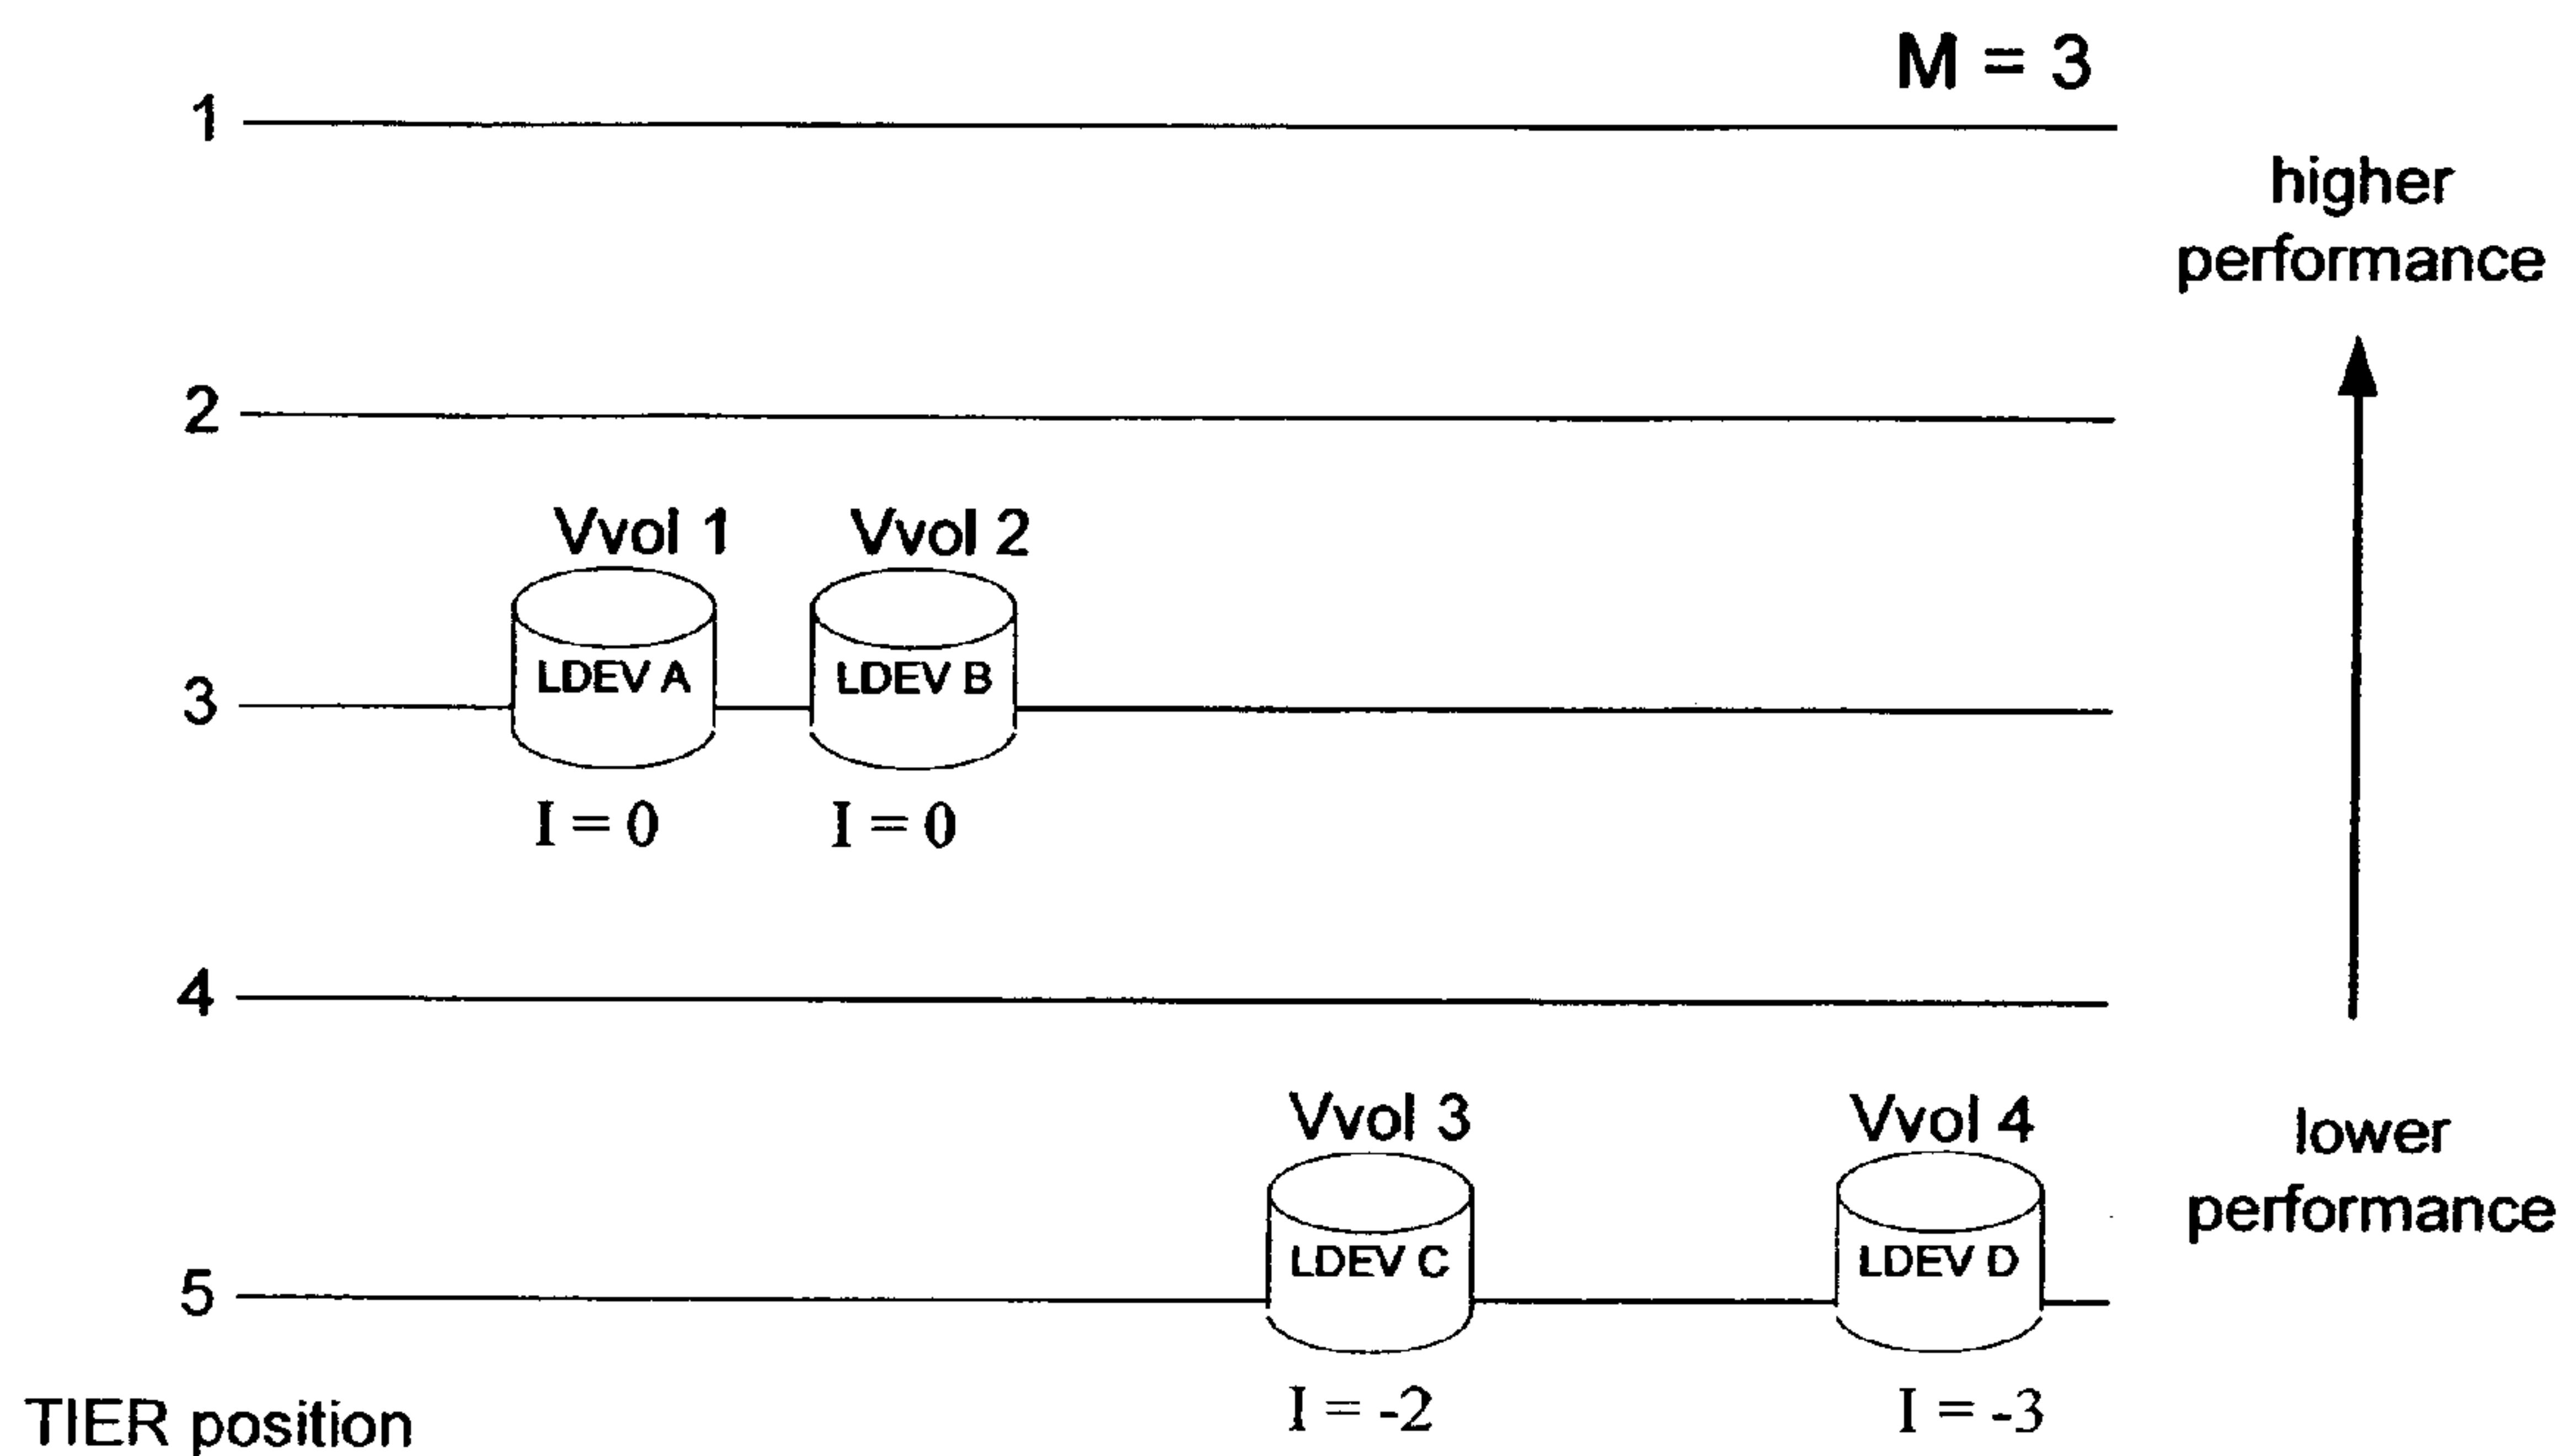 M = 3
1
higher
performance
2
Vvol 1
Vvol 2
LDEV A
LDEV B
3
I = 0
I = 0
4
Vvol 3
Vvol 4
lower
performance
LDEV C
LDEV D
5
I = -2
I = -3
TIER position